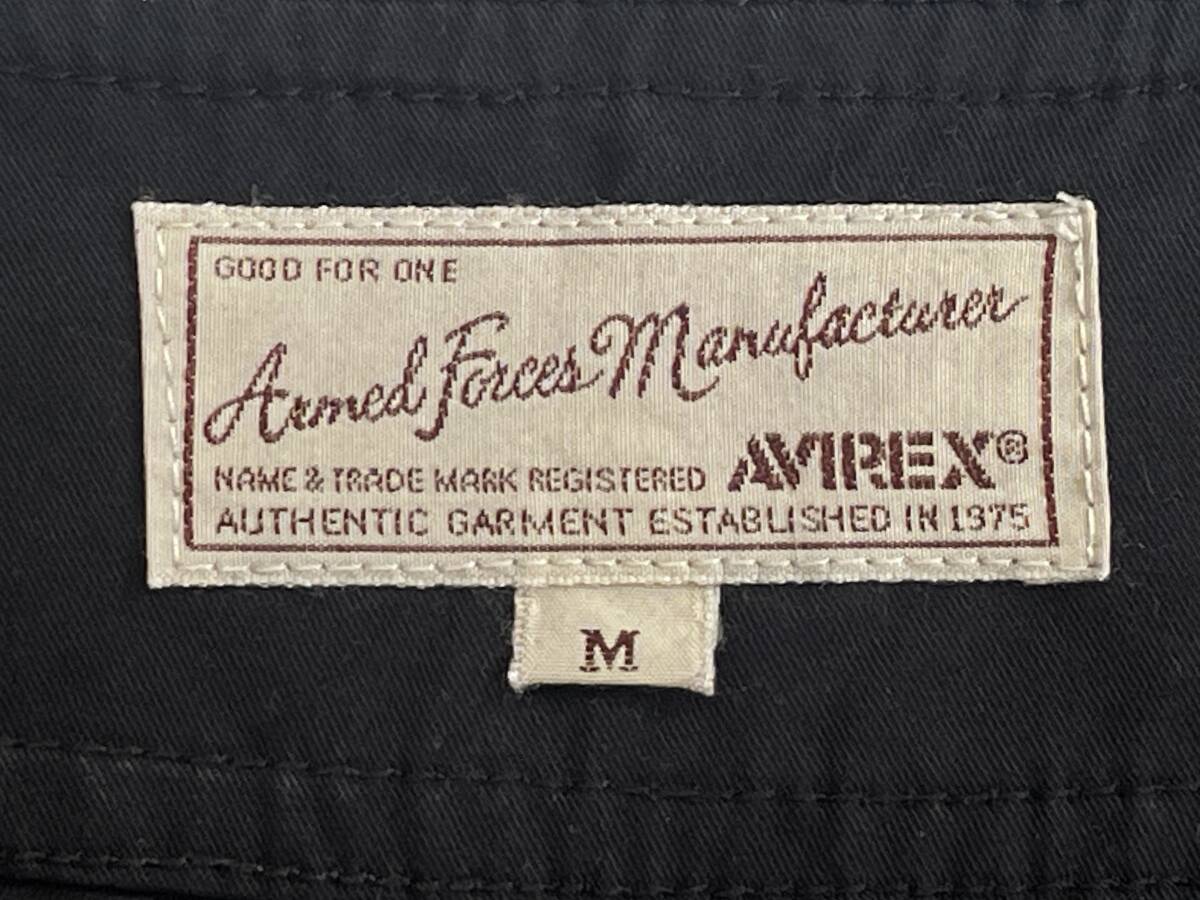 GOOD FOR ONE
Armed Forces Manufacturer
AVIREX®
NAME & TRADE MARK REGISTERED
AUTHENTIC GARMENT ESTABLISHED IN 1975
M